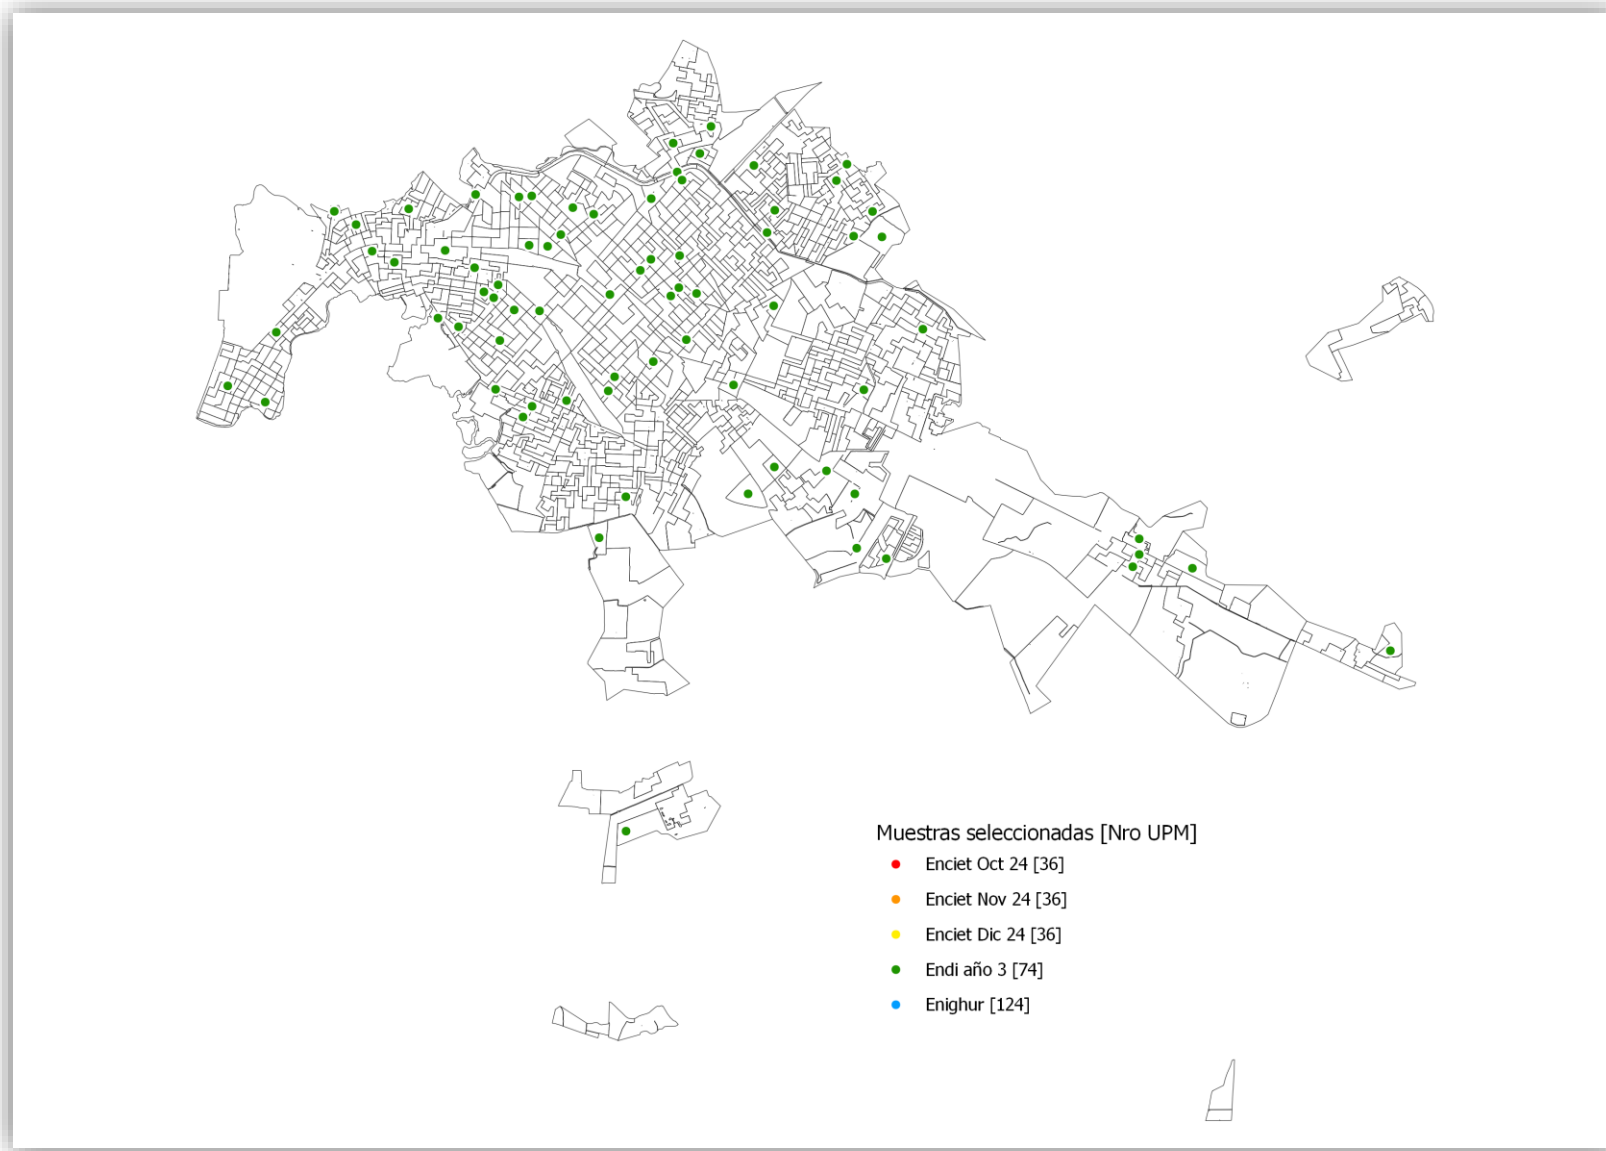 Muestras seleccionadas [Nro UPM]
Enciet Oct 24 [36]
Enciet Nov 24 [36]
Enciet Dic 24 [36]
Endi año 3 [74]
Enighur [124]